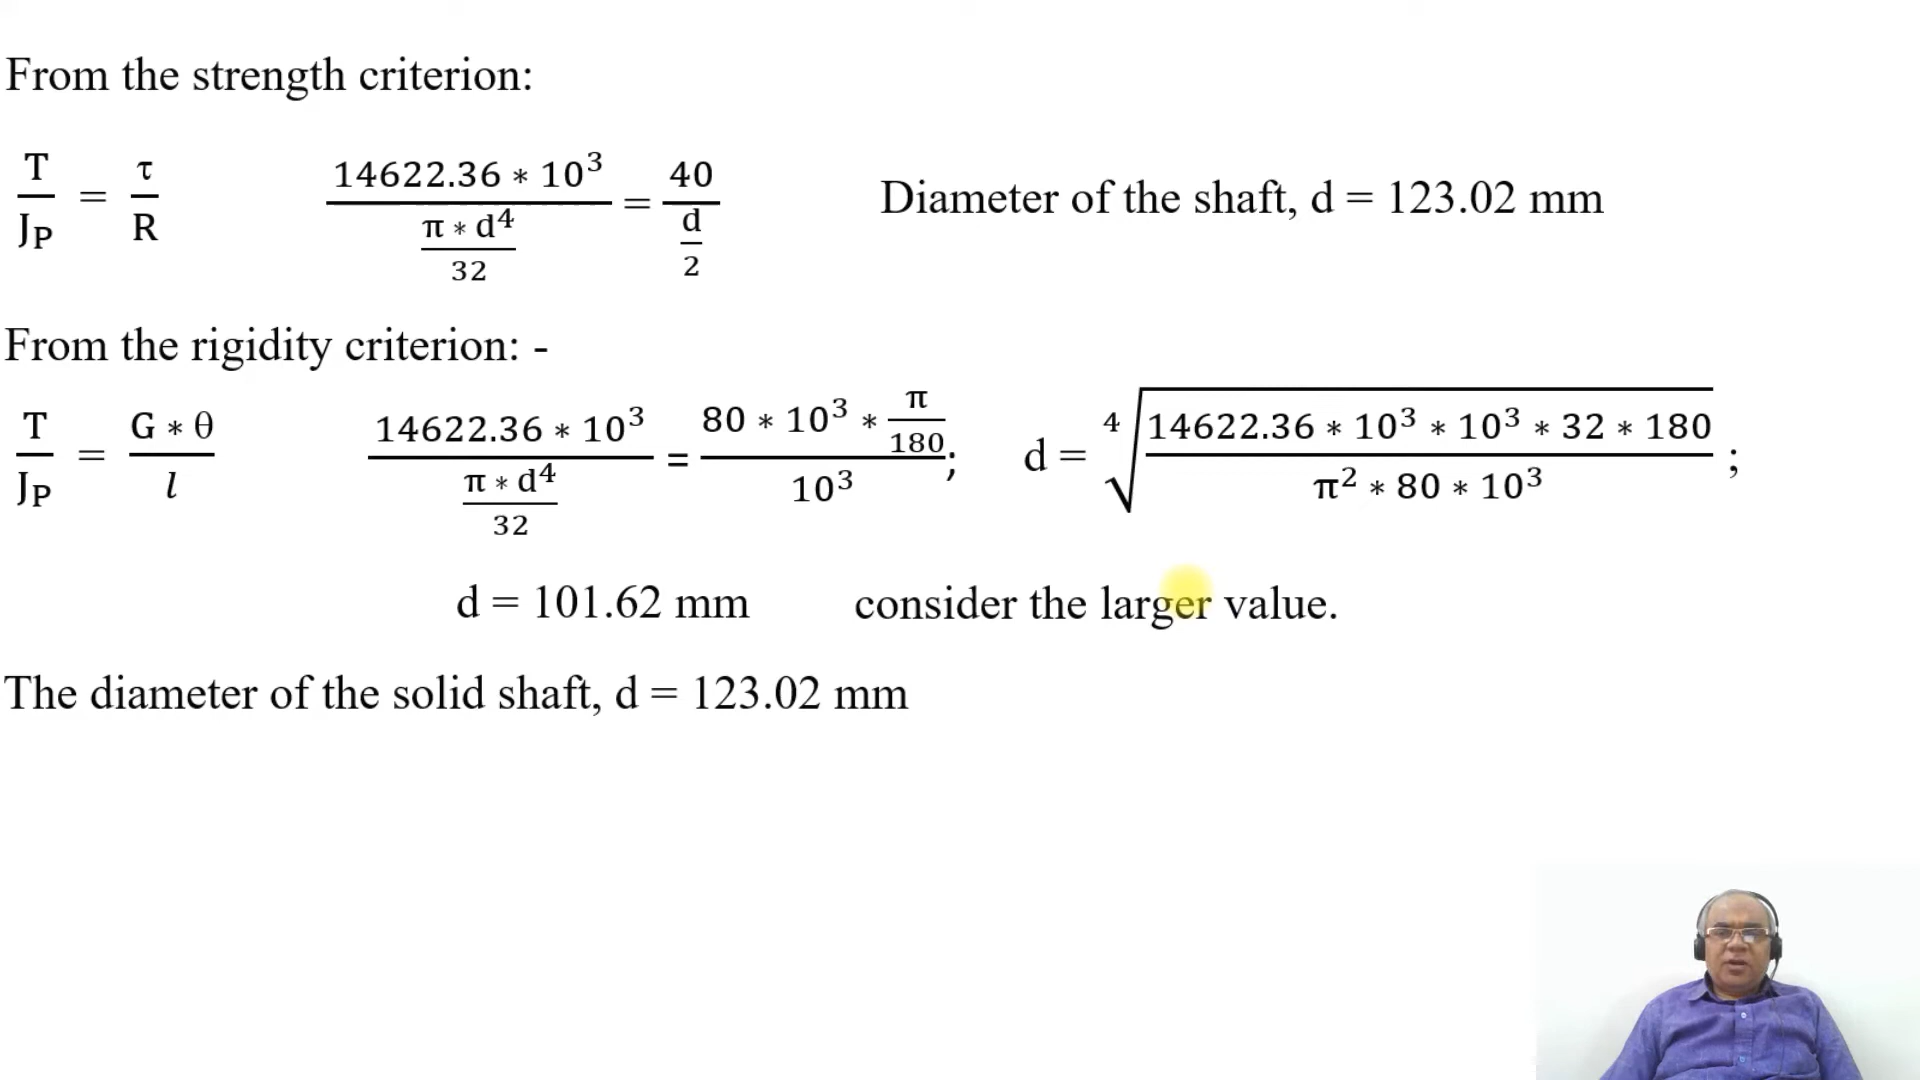 From the strength criterion:
T/J_P = τ/R    (14622.36 * 10^3)/((π * d^4)/32) = 40/(d/2)    Diameter of the shaft, d = 123.02 mm
From the rigidity criterion: -
T/J_P = (G * θ)/l    (14622.36 * 10^3)/((π * d^4)/32) = (80 * 10^3 * π/180)/10^3;    d = ⁴√((14622.36 * 10^3 * 10^3 * 32 * 180)/(π^2 * 80 * 10^3)) ;
d = 101.62 mm    consider the larger value.
The diameter of the solid shaft, d = 123.02 mm